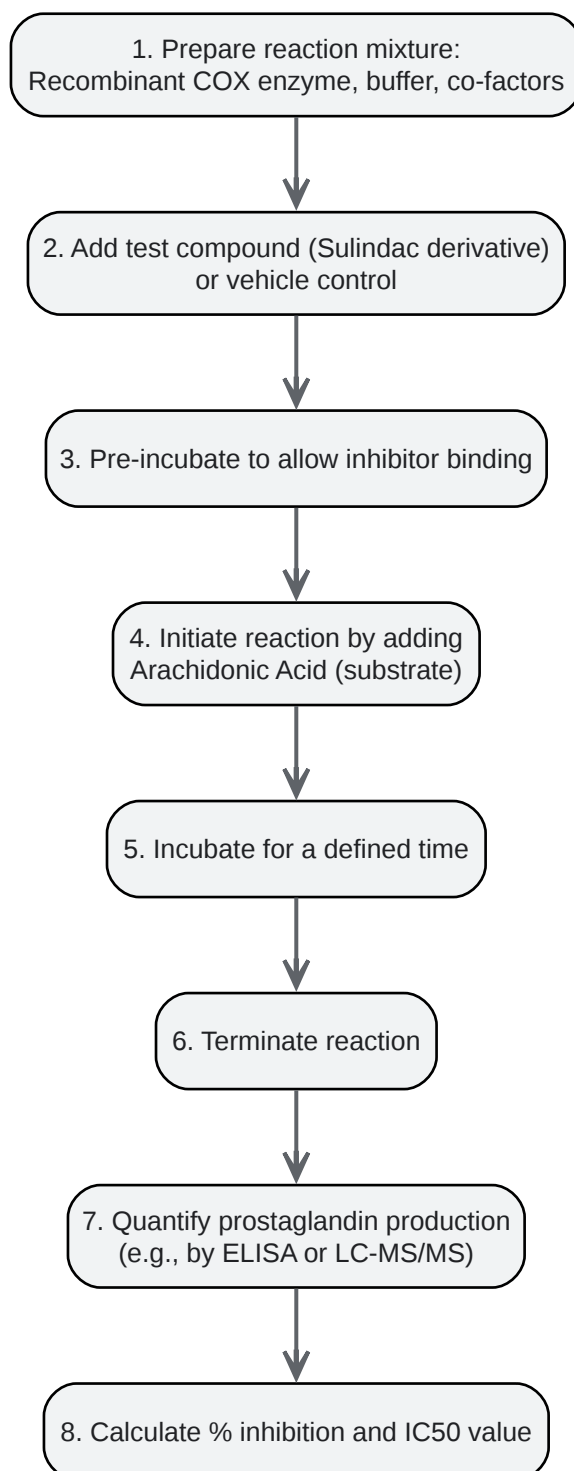 1. Prepare reaction mixture:
Recombinant COX enzyme, buffer, co-factors
2. Add test compound (Sulindac derivative)
or vehicle control
3. Pre-incubate to allow inhibitor binding
4. Initiate reaction by adding
Arachidonic Acid (substrate)
5. Incubate for a defined time
6. Terminate reaction
7. Quantify prostaglandin production
(e.g., by ELISA or LC-MS/MS)
8. Calculate % inhibition and IC50 value